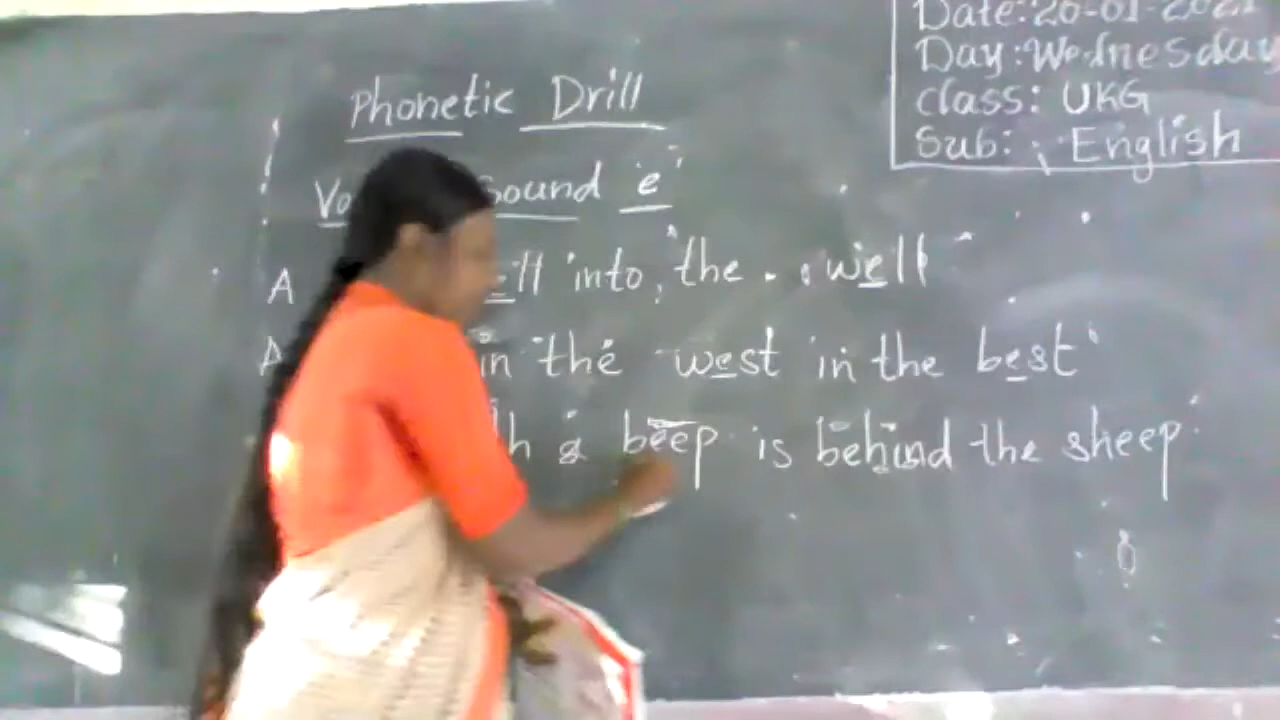 Date: 20-01-2021
Day: Wednesday
class: UKG
Sub: English
Phonetic Drill
Sound "e"
A ell into the well
in the west in the best
a beep is behind the sheep